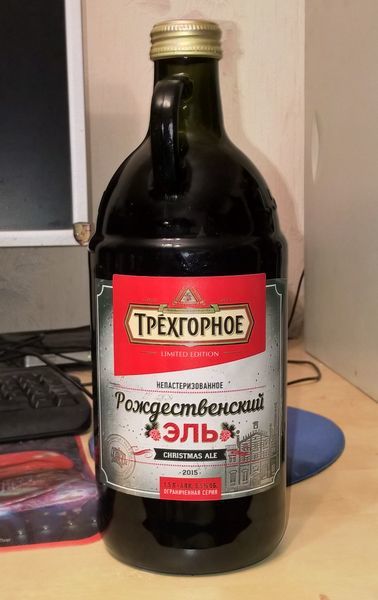 ТРЁХГОРНОЕ
LIMITED EDITION
НЕПАСТЕРИЗОВАННОЕ
Рождественский
ЭЛЬ
CHRISTMAS ALE
2015
ОГРАНИЧЕННАЯ СЕРИЯ